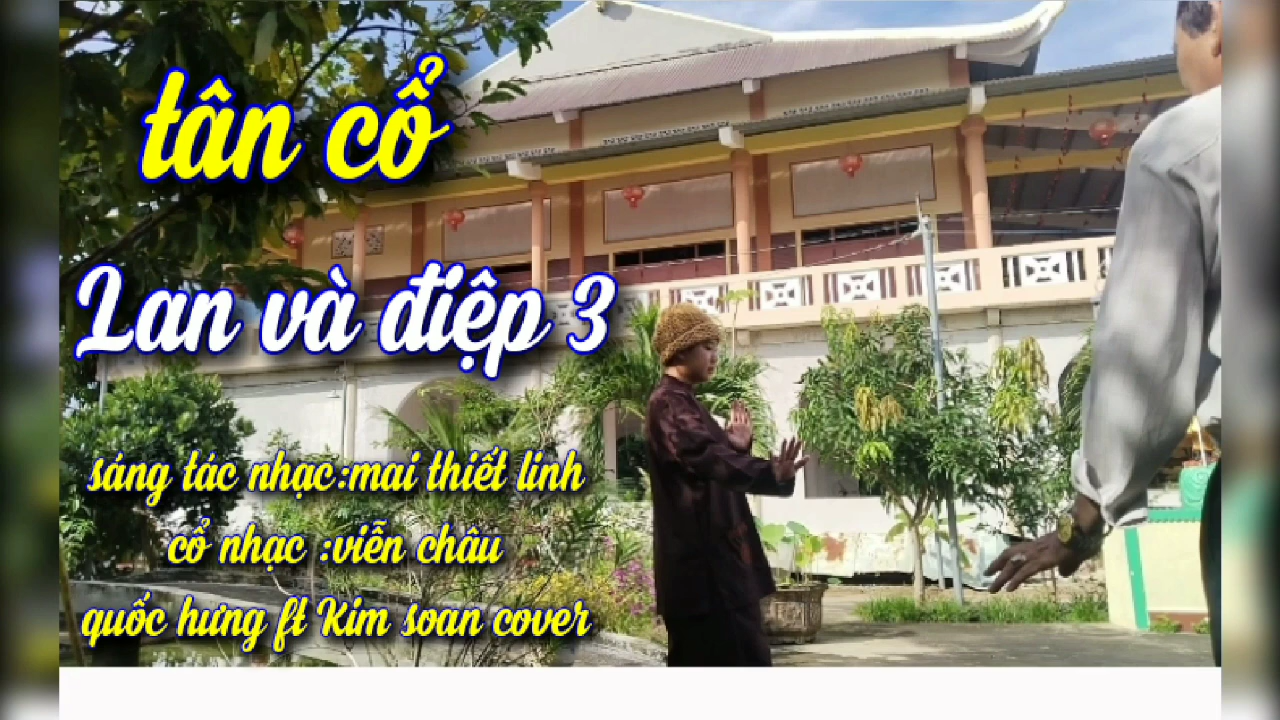 tân cổ
Lan và điệp 3
sáng tác nhạc:mai thiết linh
cổ nhạc :viễn châu
quốc hưng ft Kim soan cover